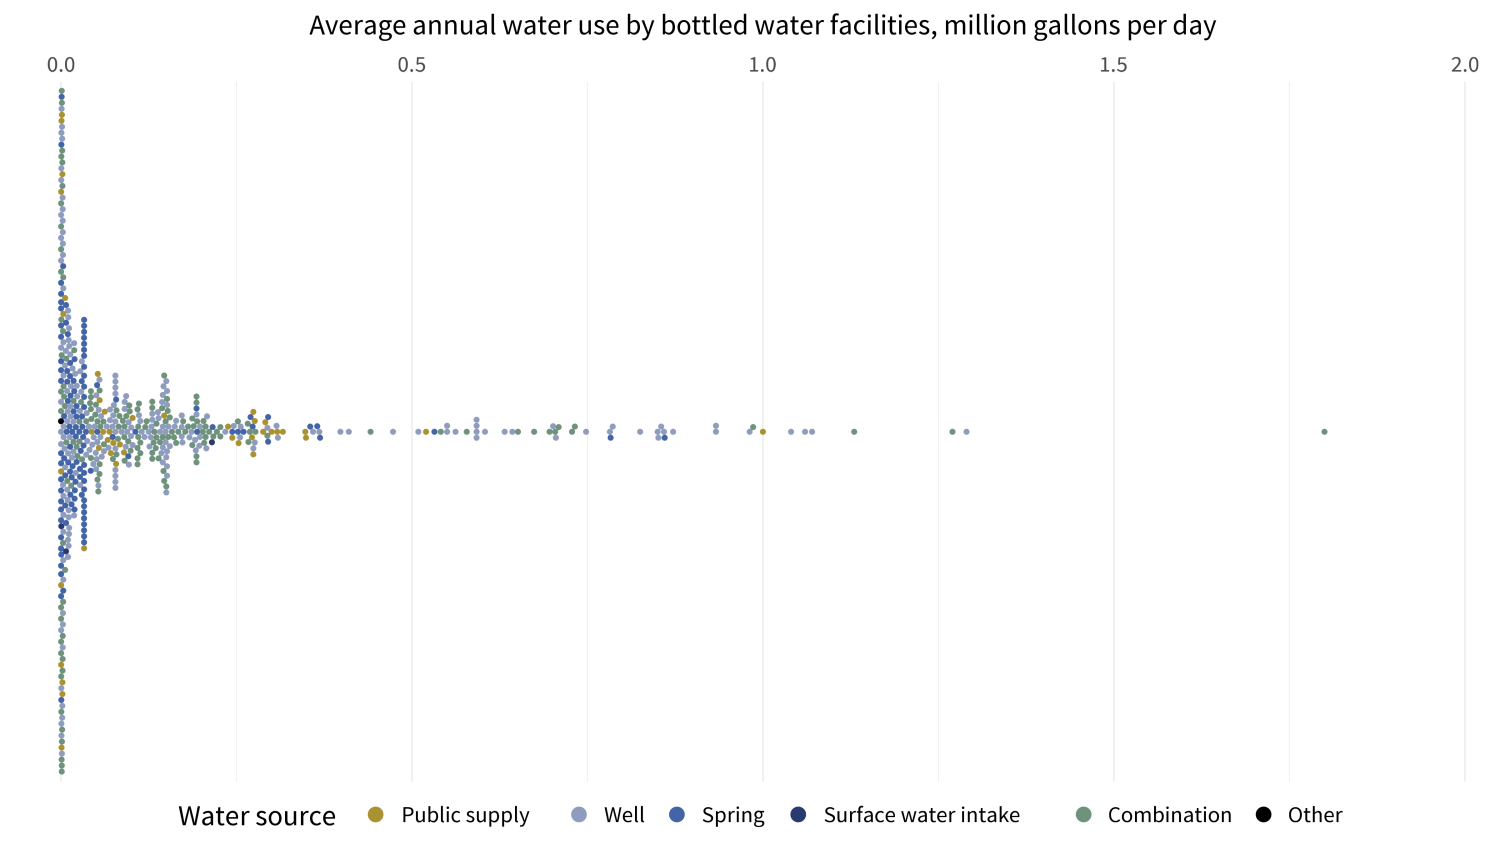 Average annual water use by bottled water facilities, million gallons per day
0.0 0.5 1.0 1.5 2.0
Water source Public supply Well Spring Surface water intake Combination Other